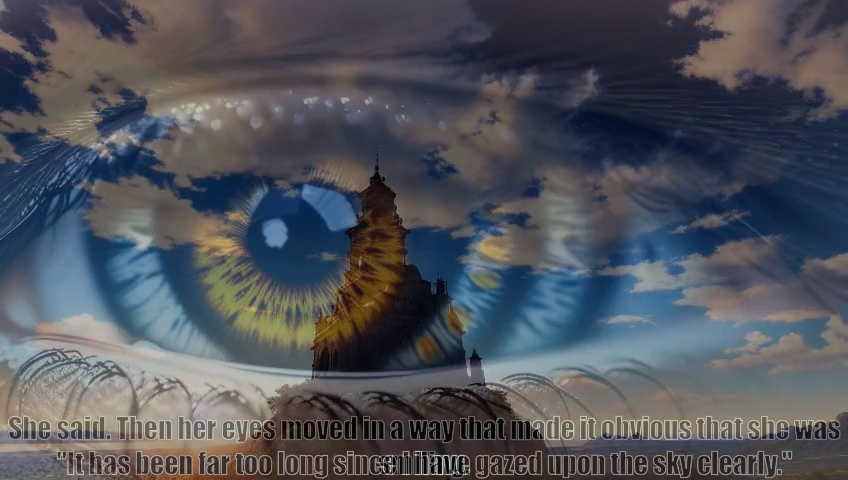 She said. Then her eyes moved in a way that made it obvious that she was
"It has been far too long since I have gazed upon the sky clearly."